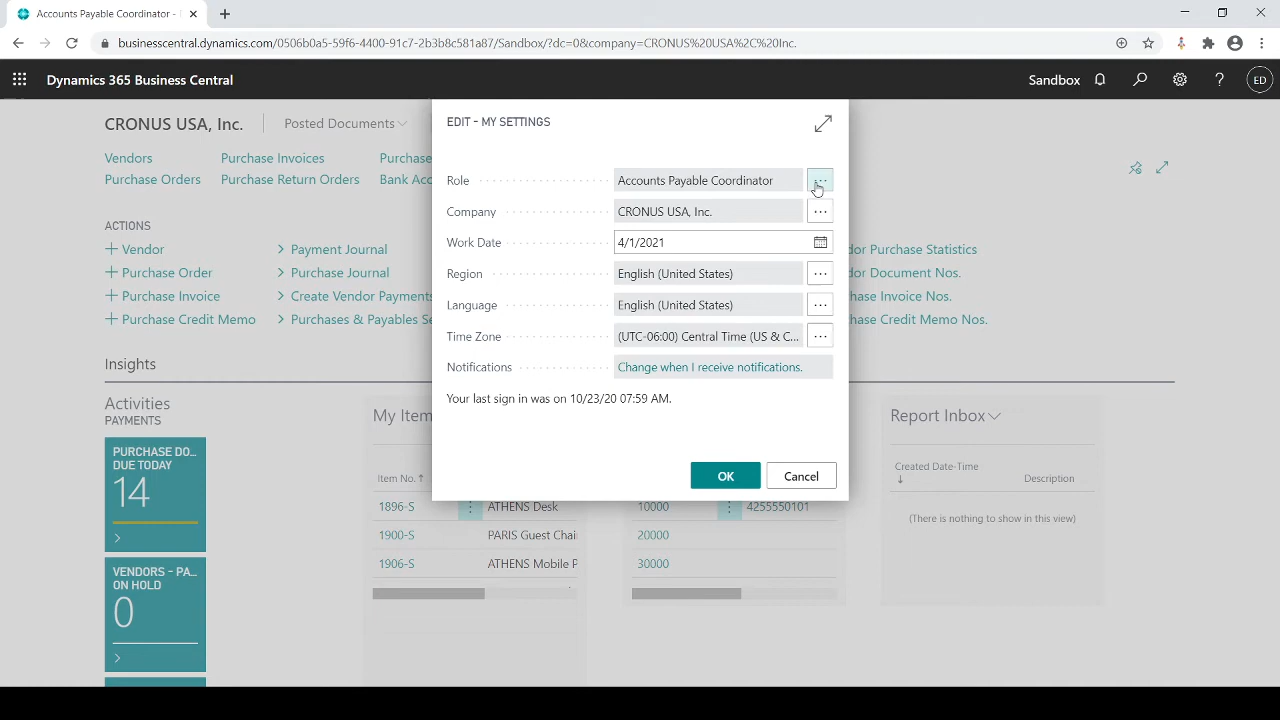 Accounts Payable Coordinator -
businesscentral.dynamics.com/0506b0a5-59f6-4400-91c7-2b3b8c581a87/Sandbox/?dc=0&company=CRONUS%20USA%2C%20Inc.
Dynamics 365 Business Central
Sandbox
?
ED
CRONUS USA, Inc.
Posted Documents
Vendors
Purchase Invoices
Purchase
Purchase Orders
Purchase Return Orders
Bank Acc
ACTIONS
+ Vendor
> Payment Journal
dor Purchase Statistics
+ Purchase Order
> Purchase Journal
dor Document Nos.
+ Purchase Invoice
> Create Vendor Payments
Invoice Nos.
+ Purchase Credit Memo
> Purchases & Payables Se
Credit Memo Nos.
EDIT - MY SETTINGS
Role
Accounts Payable Coordinator
...
Company
CRONUS USA, Inc.
...
Work Date
4/1/2021
Region
English (United States)
...
Language
English (United States)
...
Time Zone
(UTC-06:00) Central Time (US & C...
...
Notifications
Change when I receive notifications.
Your last sign in was on 10/23/20 07:59 AM.
OK
Cancel
Insights
Activities
PAYMENTS
PURCHASE DO...
DUE TODAY
14
VENDORS - PA...
ON HOLD
0
My Item
Item No. ↑
1896-S
ATHENS Desk
1900-S
PARIS Guest Chair
1906-S
ATHENS Mobile P
10000
4255550101
20000
30000
Report Inbox
Created Date-Time
↓
Description
(There is nothing to show in this view)